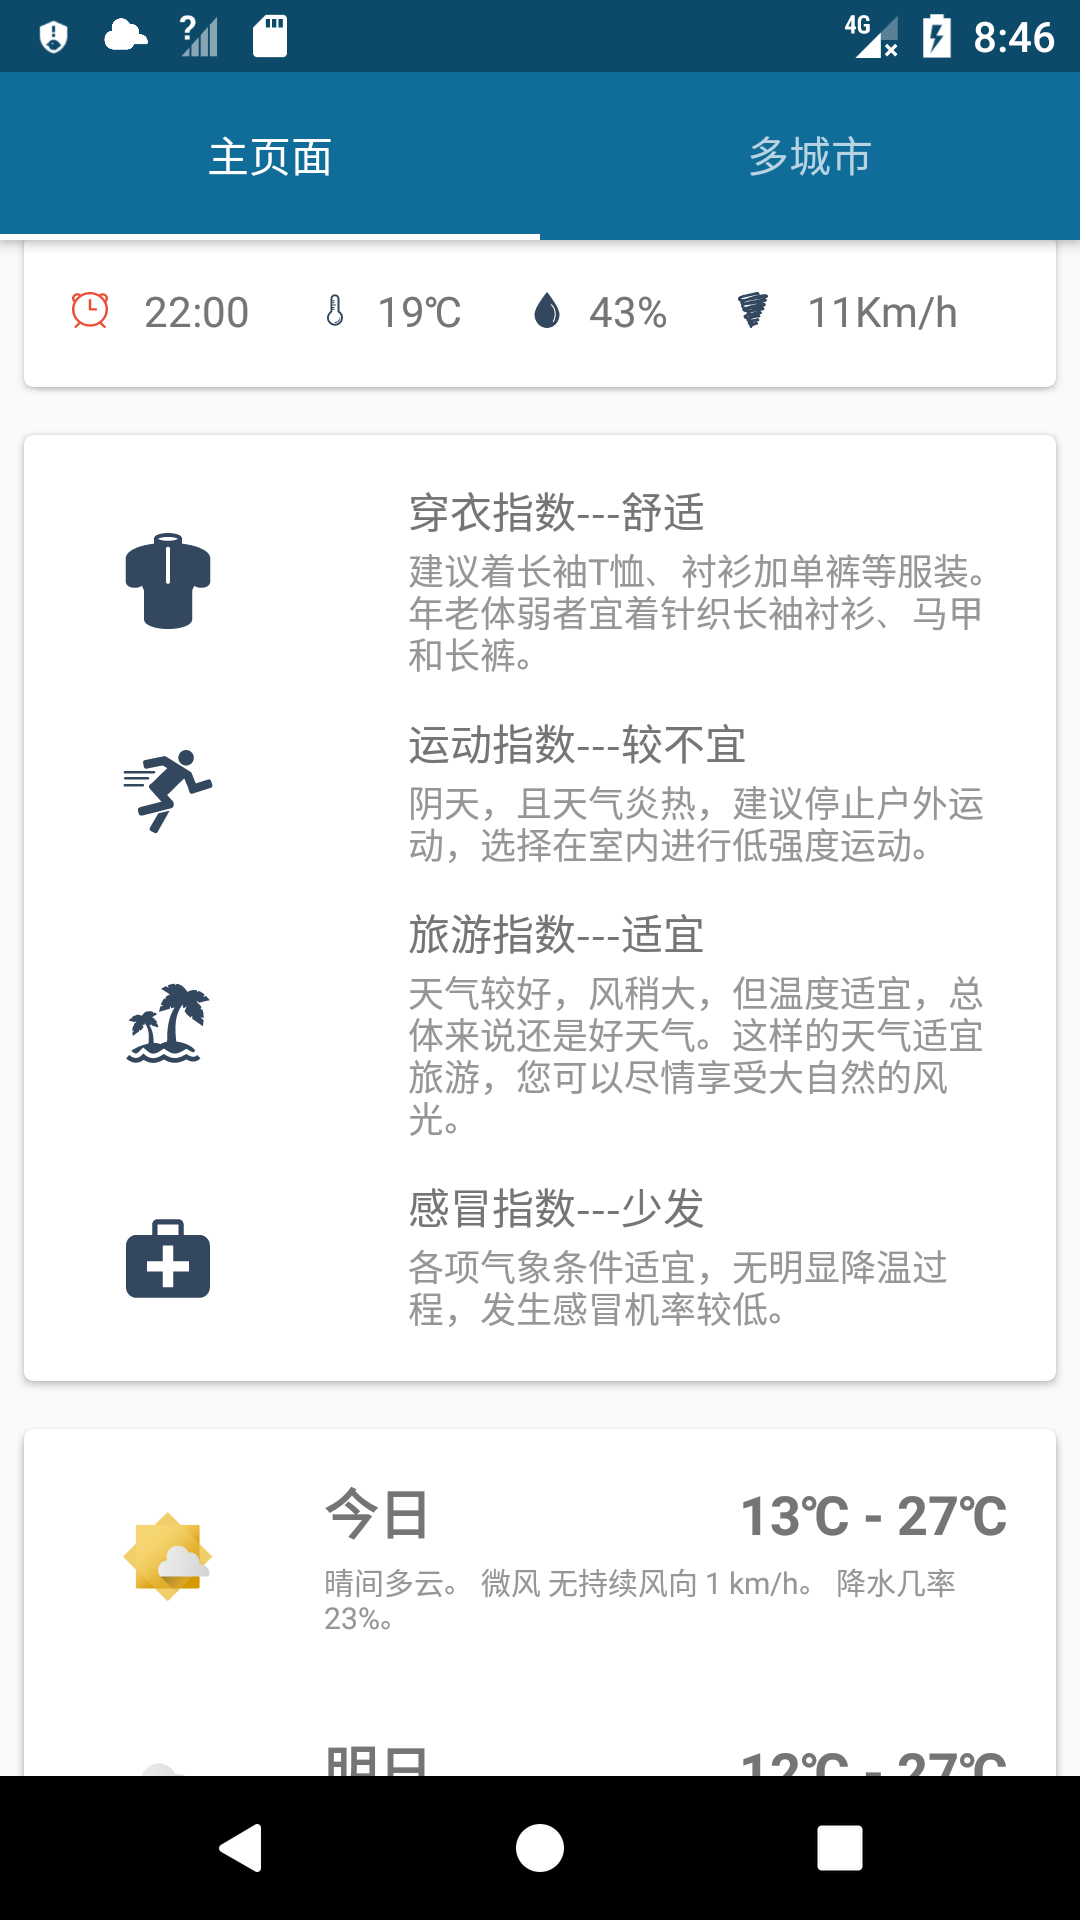 4G 8:46
主页面 多城市
22:00 19℃ 43% 11Km/h
穿衣指数---舒适
建议着长袖T恤、衬衫加单裤等服装。
年老体弱者宜着针织长袖衬衫、马甲
和长裤。
运动指数---较不宜
阴天，且天气炎热，建议停止户外运
动，选择在室内进行低强度运动。
旅游指数---适宜
天气较好，风稍大，但温度适宜，总
体来说还是好天气。这样的天气适宜
旅游，您可以尽情享受大自然的风
光。
感冒指数---少发
各项气象条件适宜，无明显降温过
程，发生感冒机率较低。
今日 13℃ - 27℃
晴间多云。 微风 无持续风向 1 km/h。 降水几率
23%。
明日 12℃ - 27℃